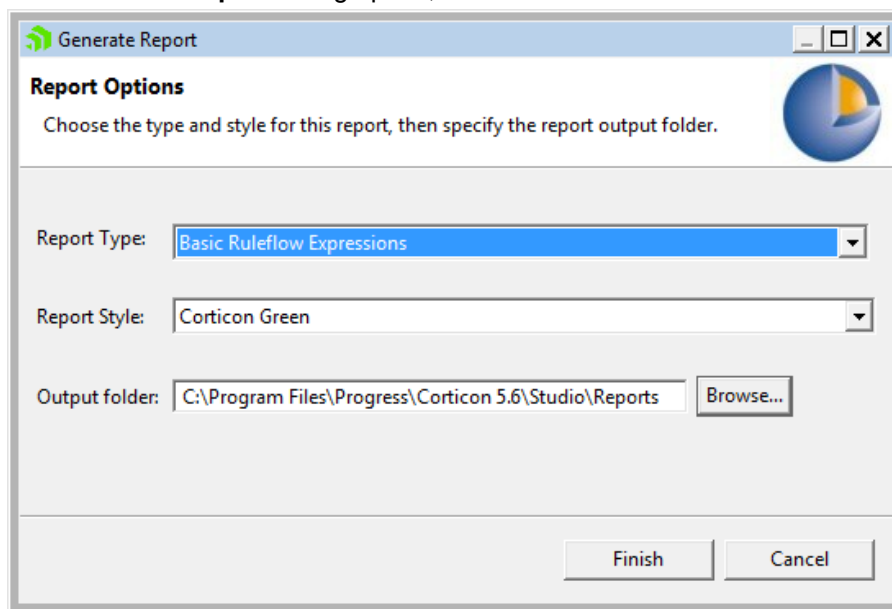 Generate Report
Report Options
Choose the type and style for this report, then specify the report output folder.
Report Type: Basic Ruleflow Expressions
Report Style: Corticon Green
Output folder: C:\Program Files\Progress\Corticon 5.6\Studio\Reports Browse...
Finish Cancel